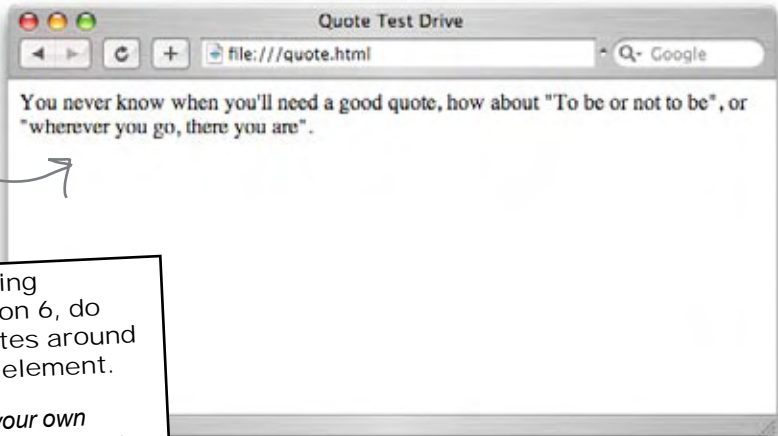 Quote Test Drive
file:///quote.html
Google
You never know when you'll need a good quote, how about "To be or not to be", or
"wherever you go, there you are".
ing
on 6, do
tes around
element.
your own